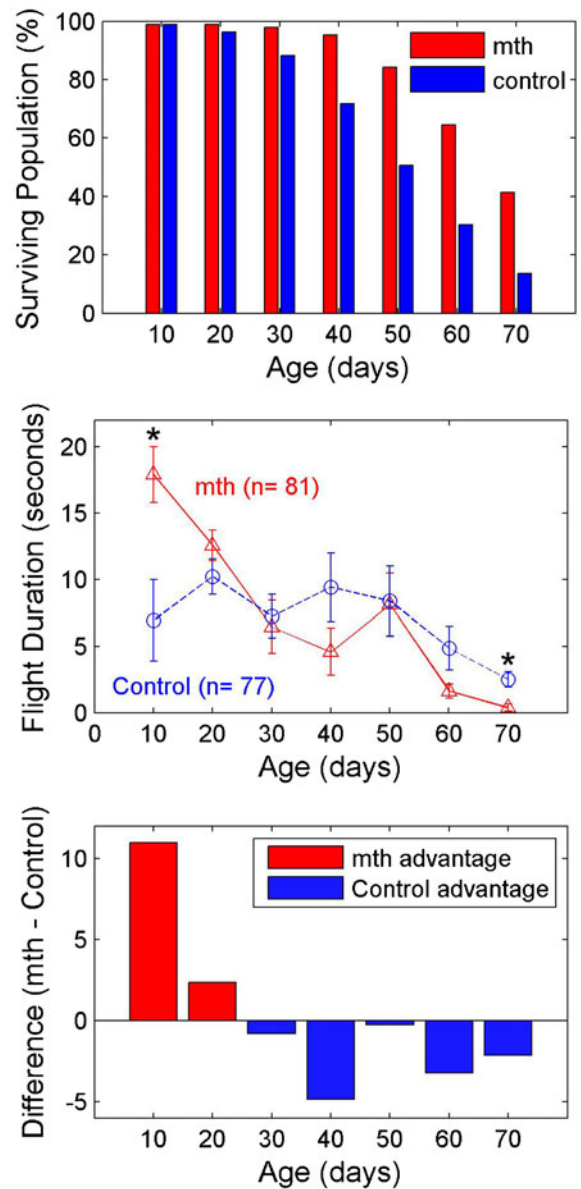 Surviving Population (%)
100
80
60
40
20
0
mth
control
10 20 30 40 50 60 70
Age (days)
Flight Duration (seconds)
20
15
10
5
0
*
mth (n= 81)
Control (n= 77)
*
0 10 20 30 40 50 60 70
Age (days)
Difference (mth - Control)
10
5
0
-5
mth advantage
Control advantage
10 20 30 40 50 60 70
Age (days)